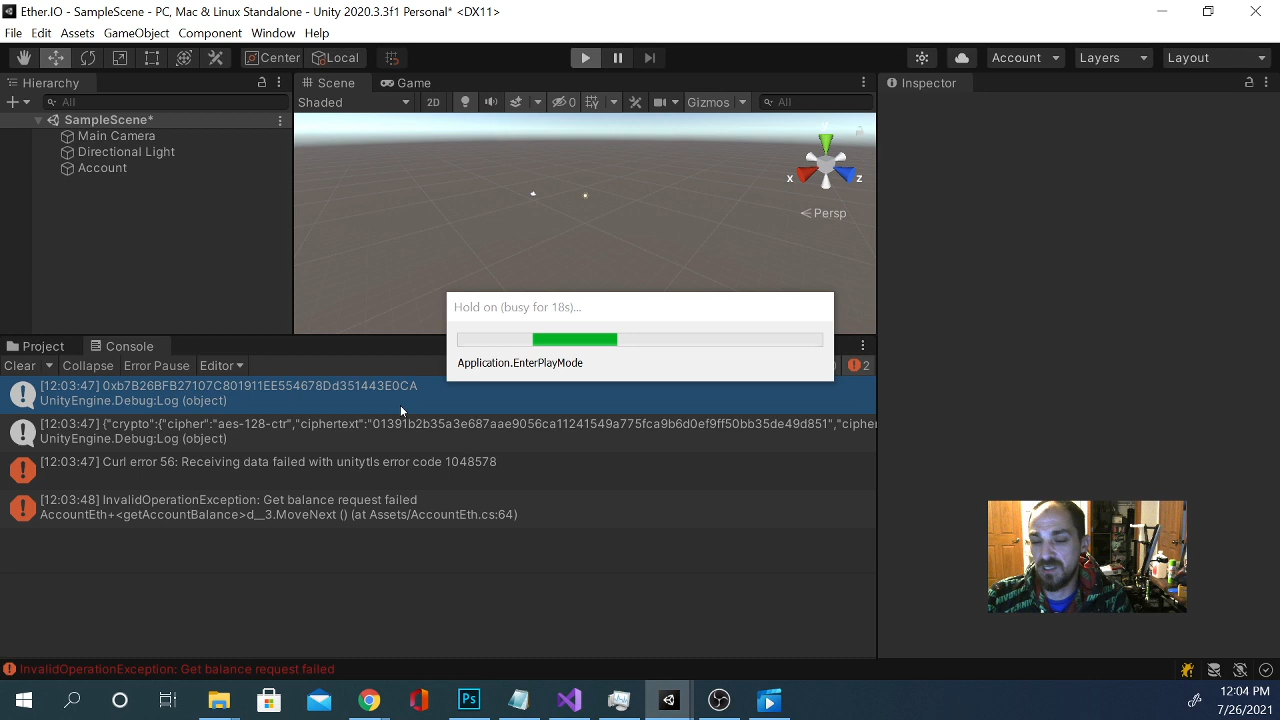 Ether.IO - SampleScene - PC, Mac & Linux Standalone - Unity 2020.3.3f1 Personal* <DX11>
File Edit Assets GameObject Component Window Help
Center Local Account Layers Layout
Hierarchy Scene Game Inspector
All Shaded 2D 0 Gizmos All
SampleScene*
Main Camera
Directional Light
Account
x z
Persp
Hold on (busy for 18s)...
Application.EnterPlayMode
Project Console
Clear Collapse Error Pause Editor 2
[12:03:47] 0xb7B26BFB27107C801911EE554678Dd351443E0CA
UnityEngine.Debug:Log (object)
[12:03:47] {"crypto":{"cipher":"aes-128-ctr","ciphertext":"01391b2b35a3e687aae9056ca11241549a775fca9b6d0ef9ff50bb35de49d851","cipher
UnityEngine.Debug:Log (object)
[12:03:47] Curl error 56: Receiving data failed with unitytls error code 1048578
[12:03:48] InvalidOperationException: Get balance request failed
AccountEth+<getAccountBalance>d__3.MoveNext () (at Assets/AccountEth.cs:64)
InvalidOperationException: Get balance request failed
Ps
12:04 PM
7/26/2021